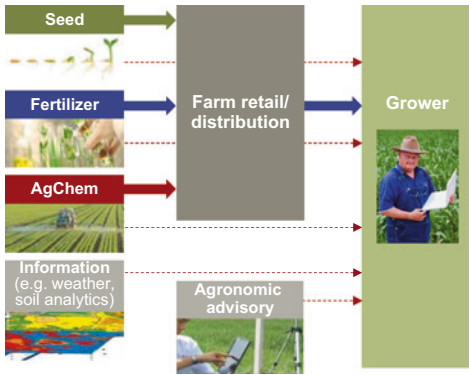 Seed
Fertilizer
AgChem
Information
(e.g. weather,
soil analytics)
Farm retail/
distribution
Agronomic
advisory
Grower